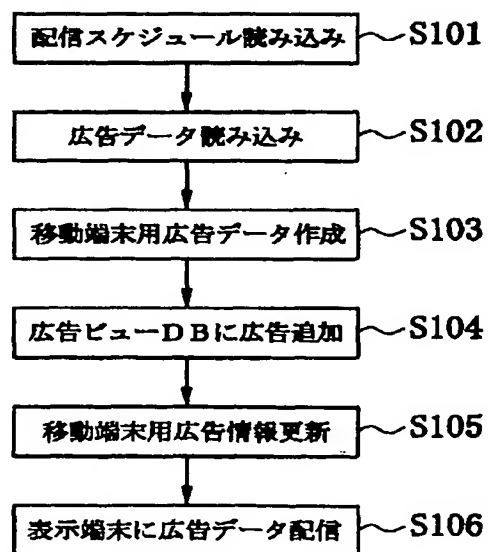 配信スケジュール読み込み S101
広告データ読み込み S102
移動端末用広告データ作成 S103
広告ビューDBに広告追加 S104
移動端末用広告情報更新 S105
表示端末に広告データ配信 S106